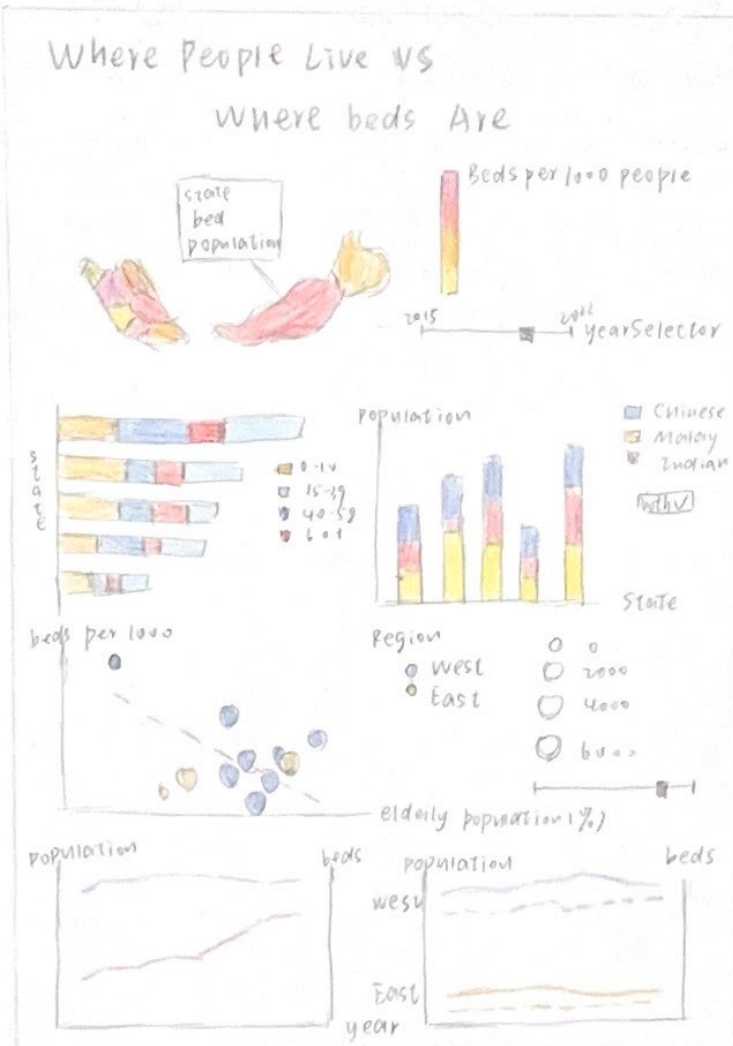 Where People Live VS
Where beds Are
state
bed
population
Beds per 1000 people
2015
2022
yearSelector
state
0-14
15-39
40-59
60+
population
Chinese
Malay
Indian
State
beds per 1000
elderly population(%)
Region
West
East
0
2000
4000
6000
population
beds
year
population
beds
West
East